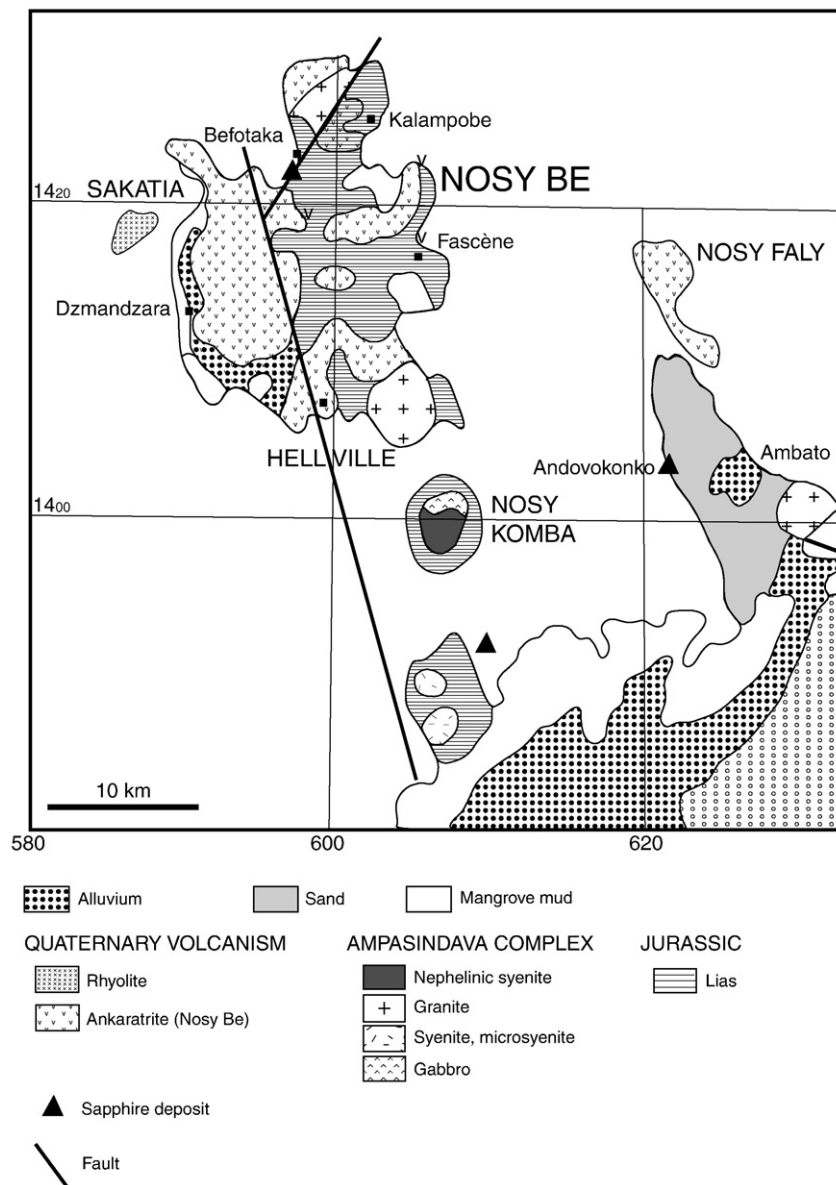 Befotaka
Kalampobe
NOSY BE
SAKATIA
1420
Fascène
NOSY FALY
Dzmandzara
HELL VILLE
Andovokonko
Ambato
1400
NOSY
KOMBA
10 km
580
600
620
Alluvium
Sand
Mangrove mud
QUATERNARY VOLCANISM
AMPASINDAVA COMPLEX
JURASSIC
Rhyolite
Nephelinic syenite
Lias
Ankaratrite (Nosy Be)
Granite
Syenite, microsyenite
Gabbro
Sapphire deposit
Fault